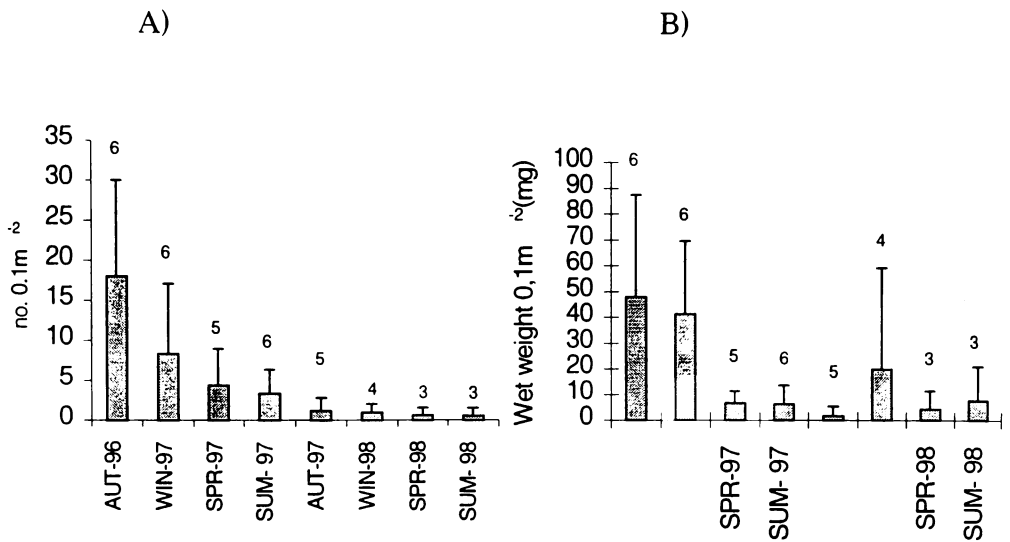 A)
35
30
25
20
15
10
5
0
no. 0.1m -2
6
6
5
6
5
4
3
3
AUT-96
WIN-97
SPR-97
SUM- 97
AUT-97
WIN-98
SPR-98
SUM- 98
B)
100
90
80
70
60
50
40
30
20
10
0
Wet weight 0,1m -2(mg)
6
6
5
6
5
4
3
3
SPR-97
SUM- 97
SPR-98
SUM- 98